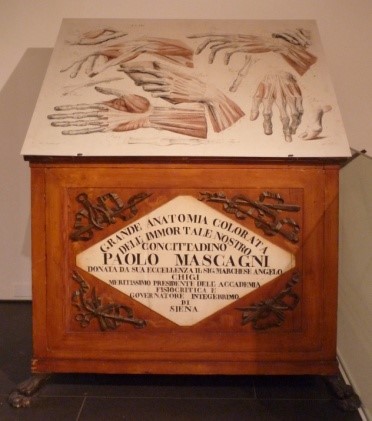 GRANDE ANATOMIA COLORATA
DELL'IMMORTALE NOSTRO
CONCITTADINO
PAOLO MASCAGNI
DONATA DA SUA ECCELLENZA IL SIG. MARCHESE ANGELO
CHIGI
MERITISSIMO PRESIDENTE DELL'ACCADEMIA
FISIOCRITICA E
GOVERNATORE INTEGERRIMO
DI
SIENA